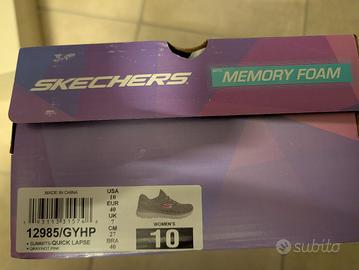 SKECHERS
MEMORY FOAM
MADE IN CHINA
12985/GYHP
SUMMITS-QUICK LAPSE
GRAY/HOT PINK
USA
10
EUR
40
UK
7
CM
27
BRA
40
WOMEN'S
10
subito